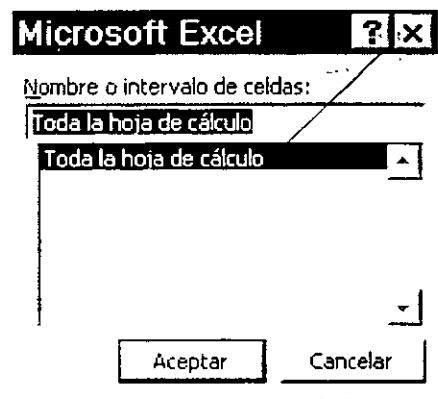 Microsoft Excel ? ×
Nombre o intervalo de celdas:
Toda la hoja de cálculo
Toda la hoja de cálculo
Aceptar Cancelar